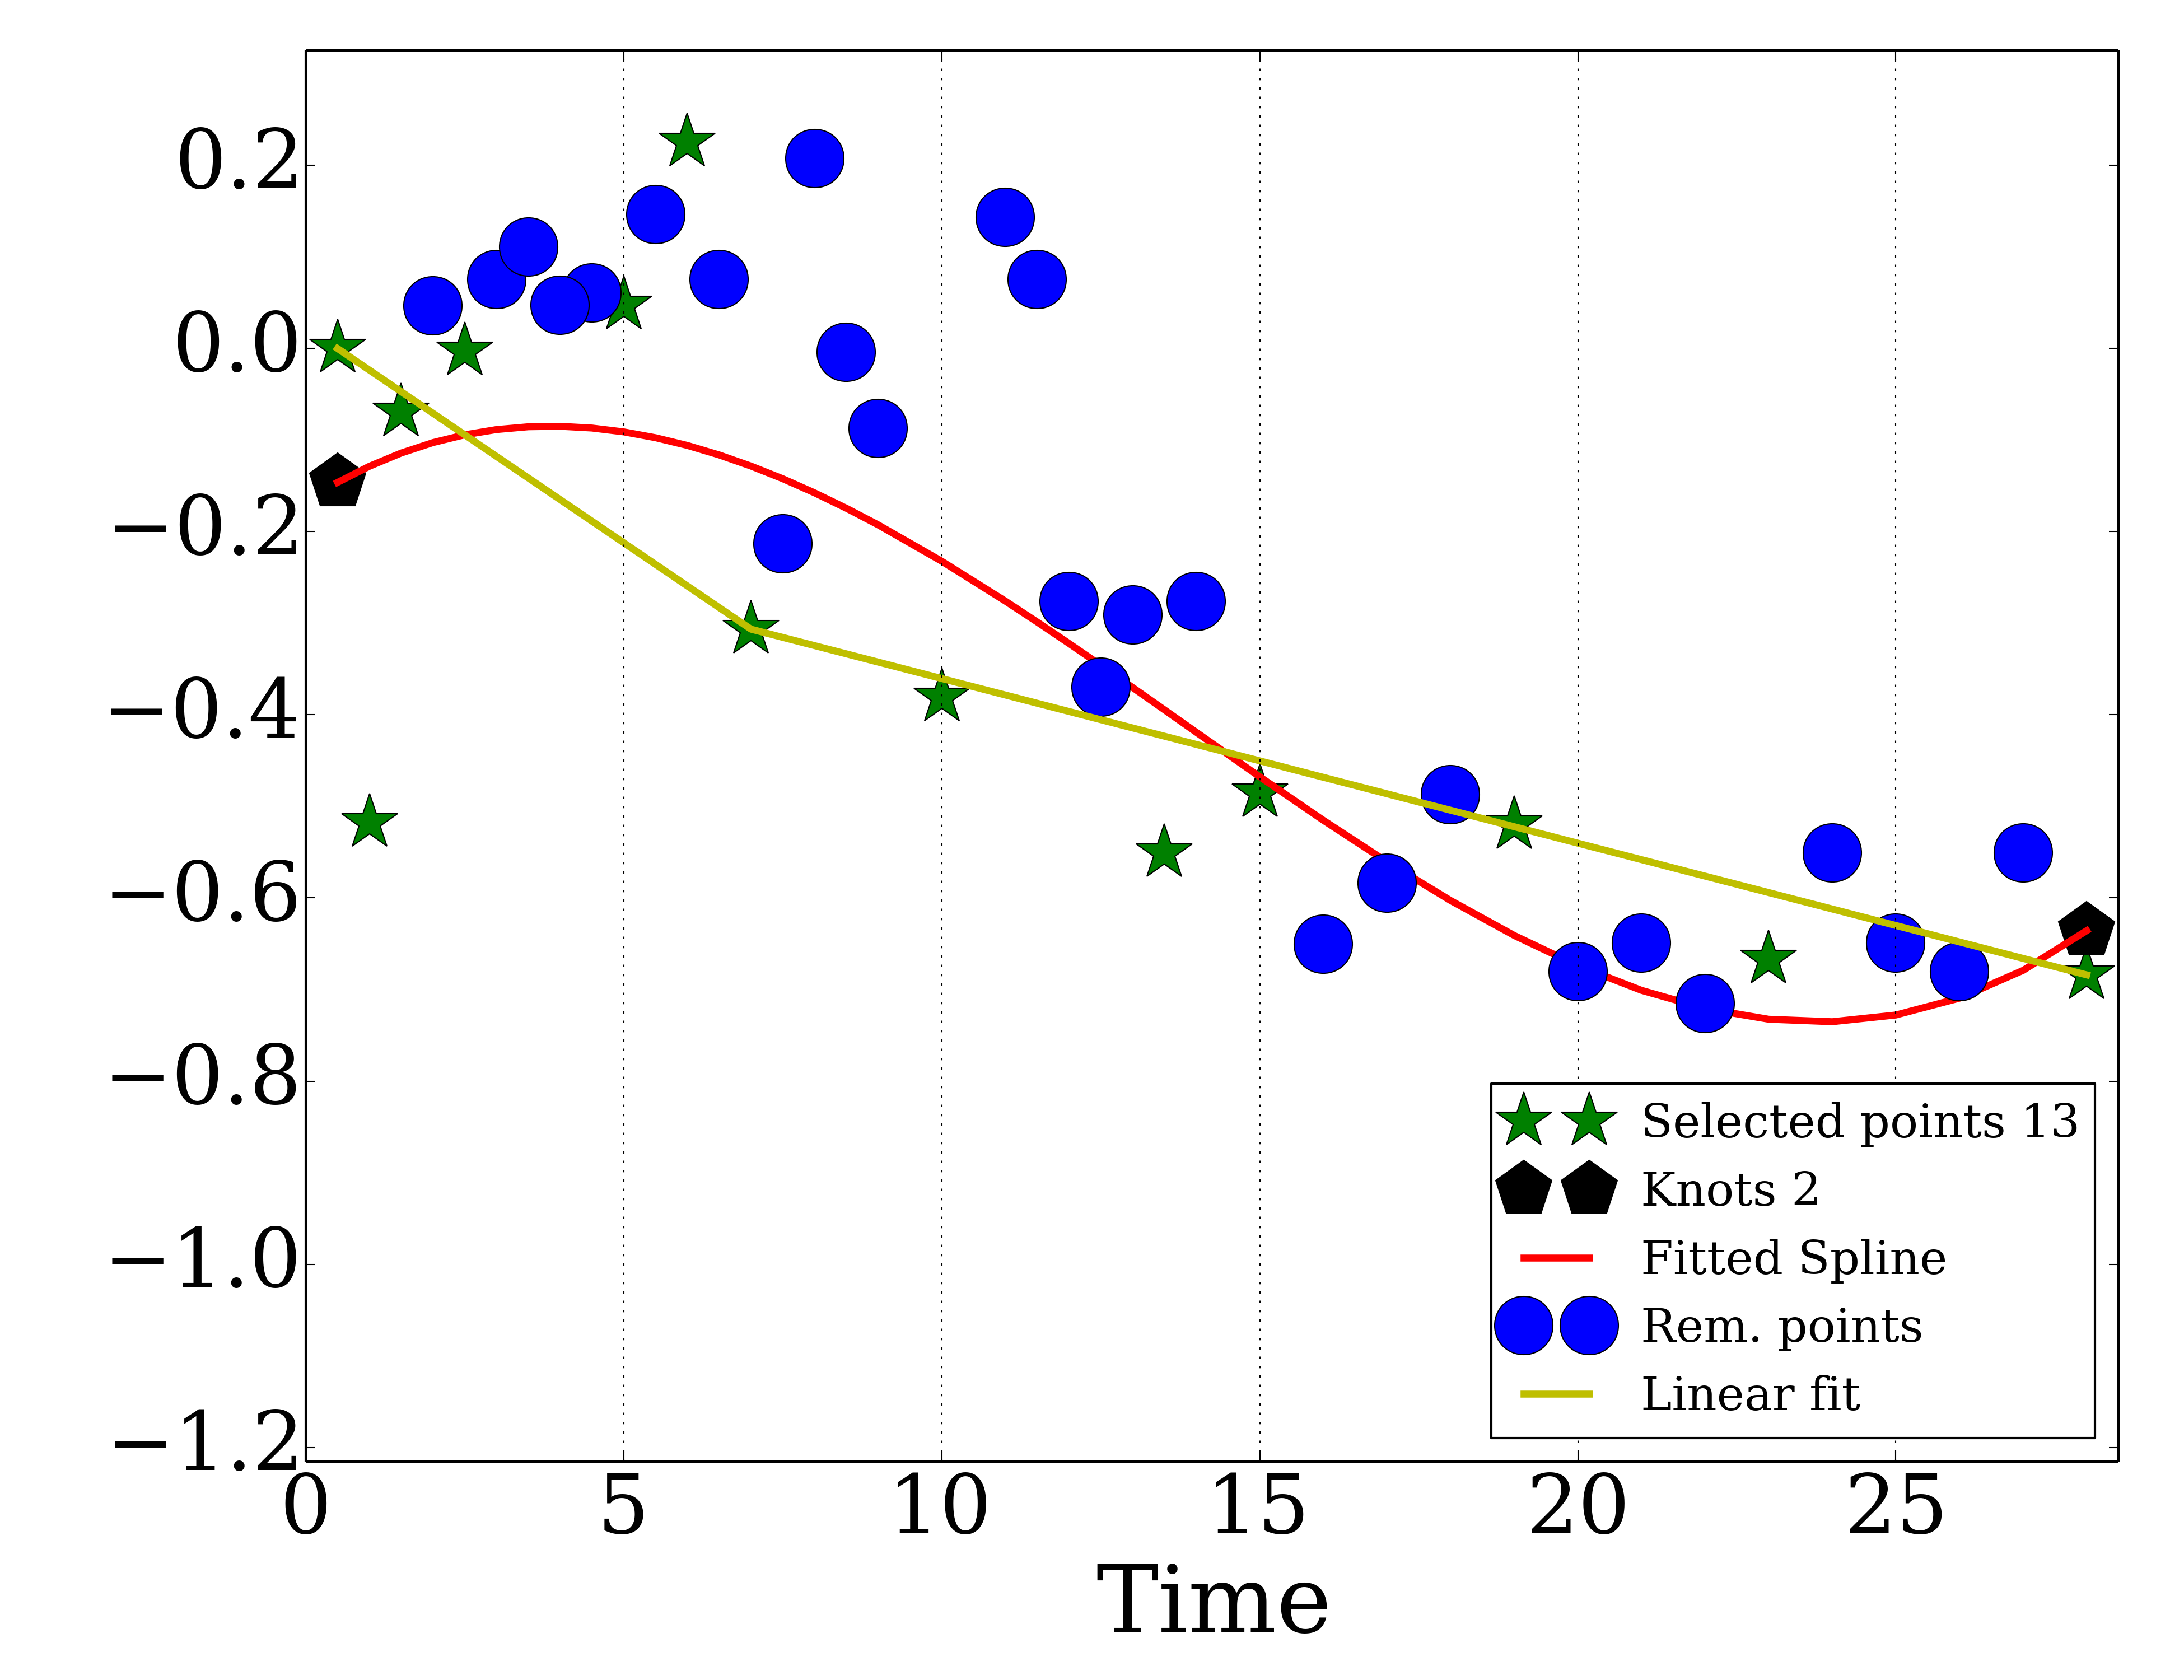 0.2
0.0
−0.2
−0.4
−0.6
−0.8
−1.0
−1.2
0 5 10 15 20 25
Time
Selected points 13
Knots 2
Fitted Spline
Rem. points
Linear fit